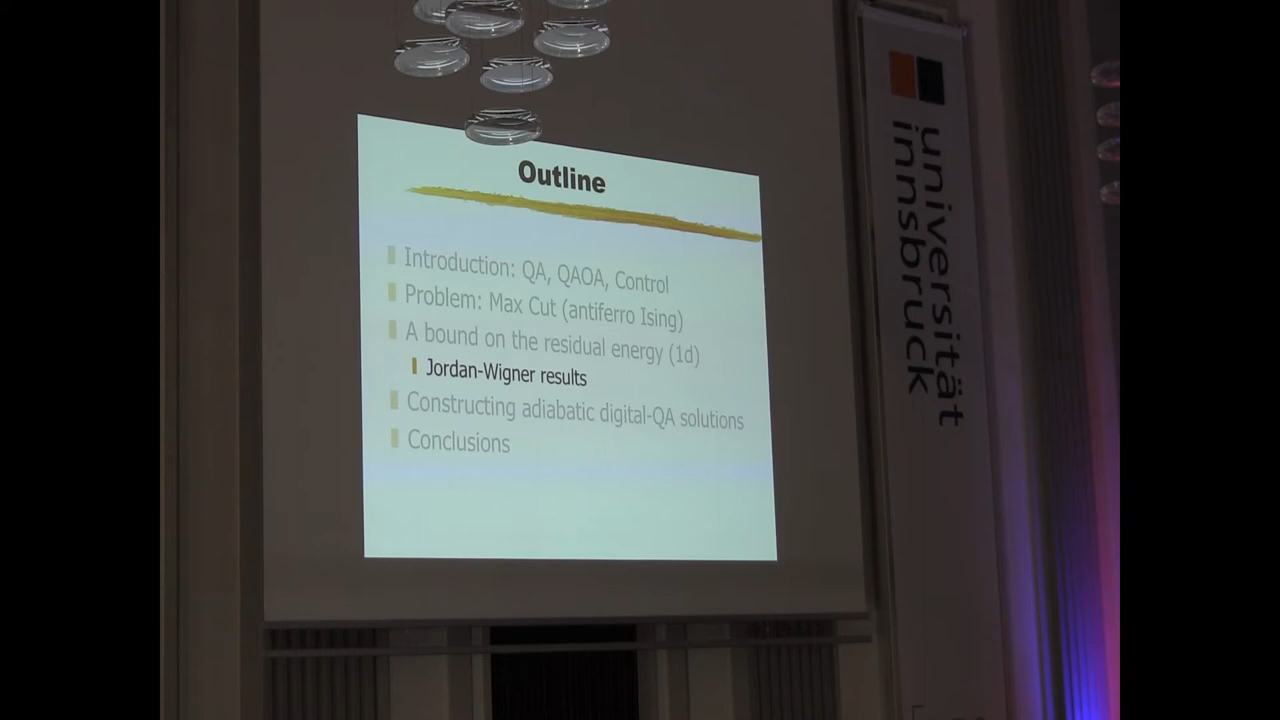 Outline
Introduction: QA, QAOA, Control
Problem: Max Cut (antiferro Ising)
A bound on the residual energy (1d)
Jordan-Wigner results
Constructing adiabatic digital-QA solutions
Conclusions
universität
innsbruck